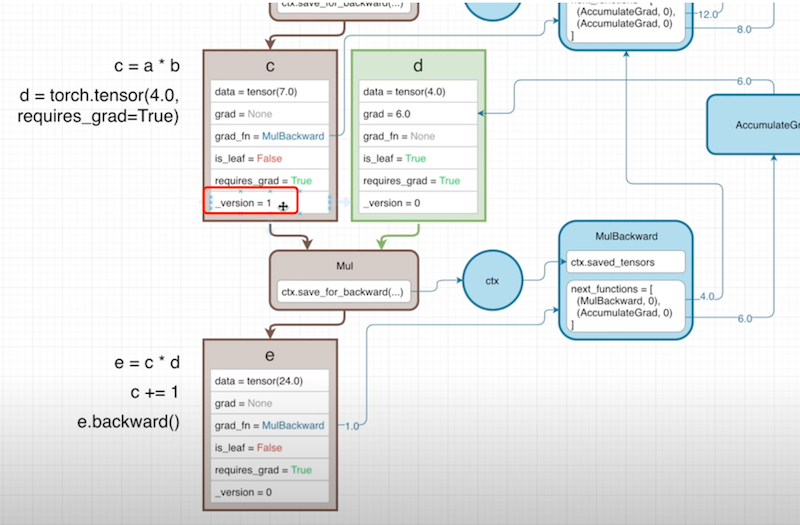 ctx.save_for_backward(...)
ctx
next_functions = [
(AccumulateGrad, 0),
(AccumulateGrad, 0)
]
12.0
8.0
c = a * b
d = torch.tensor(4.0,
requires_grad=True)
c
data = tensor(7.0)
grad = None
grad_fn = MulBackward
is_leaf = False
requires_grad = True
_version = 1
d
data = tensor(4.0)
grad = 6.0
grad_fn = None
is_leaf = True
requires_grad = True
_version = 0
6.0
Mul
ctx.save_for_backward(...)
ctx
MulBackward
ctx.saved_tensors
next_functions = [
(MulBackward, 0),
(AccumulateGrad, 0)
]
4.0
6.0
e = c * d
c += 1
e.backward()
e
data = tensor(24.0)
grad = None
grad_fn = MulBackward
is_leaf = False
requires_grad = True
_version = 0
1.0